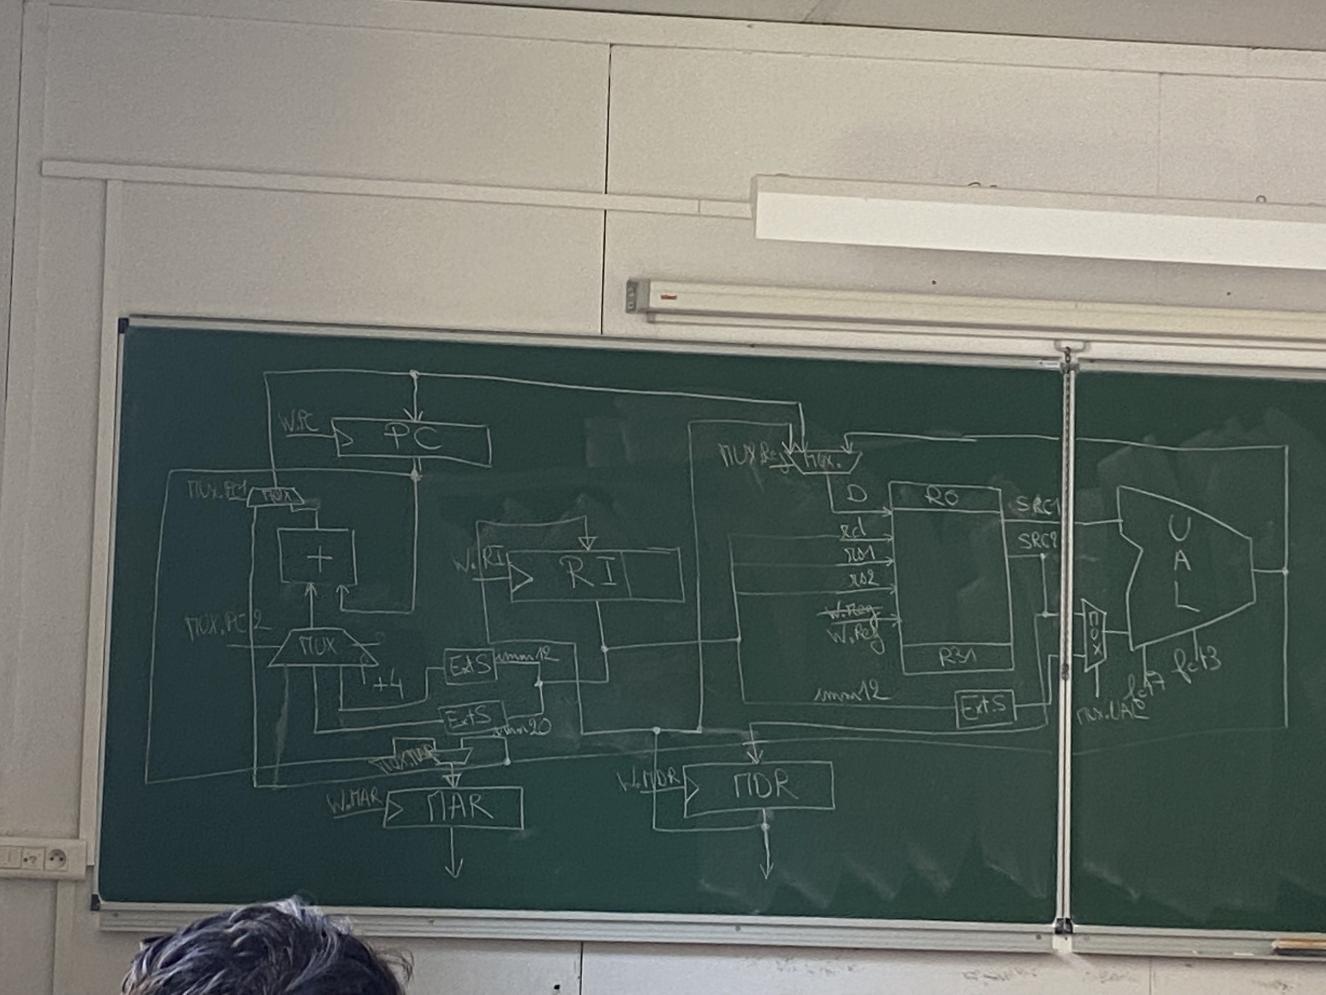 W.PC
PC
MUX.Reg
MUX.
MUX.PC1
MUX
D
R0
SRC1
SRC2
UAL
+
W.RI
RI
rd
rs1
rs2
W.Reg
W.Reg
MUX.PC2
MUX
+4
ExtS
imm12
R31
MUX
fct7
fct3
ExtS
imm20
imm12
ExtS
MUX.UAL
MUX.MAR
W.MAR
MAR
W.MDR
MDR